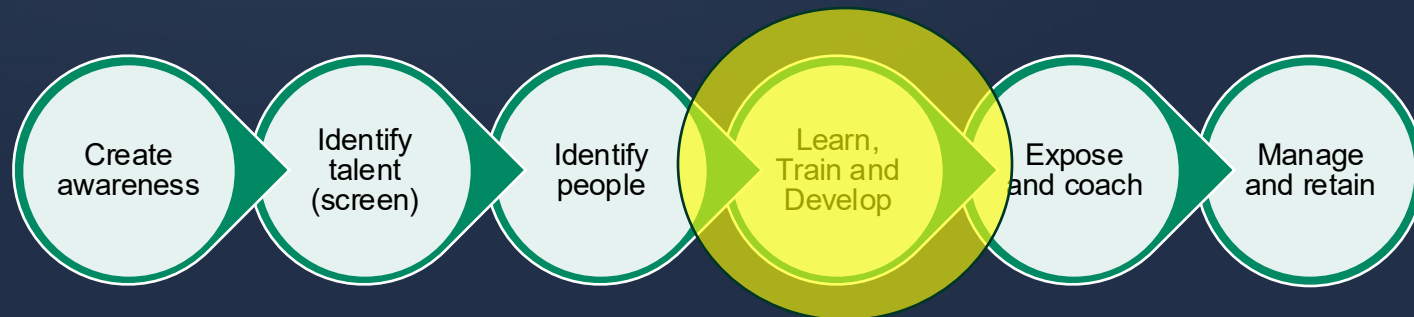 Create
awareness
Identify
talent
(screen)
Identify
people
Learn,
Train and
Develop
Expose
and coach
Manage
and retain